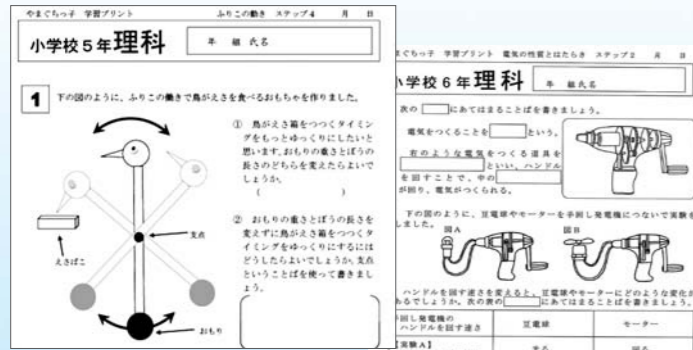 やまぐちっ子 学習プリント ふりこの動き ステップ4 月 日
小学校5年理科 年 組 氏名
1 下の図のように、ふりこの働きで鳥がえさを食べるおもちゃを作りました。
① 鳥がえさ箱をつつくタイミン
グをもっとゆっくりにしたいと
思います。おもりの重さとぼうの
長さのどちらを変えたらよいで
しょうか。
( )
② おもりの重さとぼうの長さを
変えずに鳥がえさ箱をつつくタ
イミングをゆっくりにするには
どうしたらよいでしょうか。支点
ということばを使って書きまし
ょう。
えさばこ
支点
おもり
まぐちっ子 学習プリント 電気の性質とはたらき ステップ2 月 日
小学校6年理科 年 組 氏名
次の にあてはまることばを書きましょう。
電気をつくることを という。
右のような電気をつくる道具を
といい、ハンドル
を回すことで、中の
が回り、電気がつくられる。
下の図のように、豆電球やモーターを手回し発電機につないで実験を
しました。
図A 図B
ハンドルを回す速さを変えると、豆電球やモーターにどのような変化が
あるでしょうか。次の表の にあてはまることばを書きましょう。
手回し発電機の
ハンドルを回す速さ 豆電球 モーター
【実験A】 光る 回る